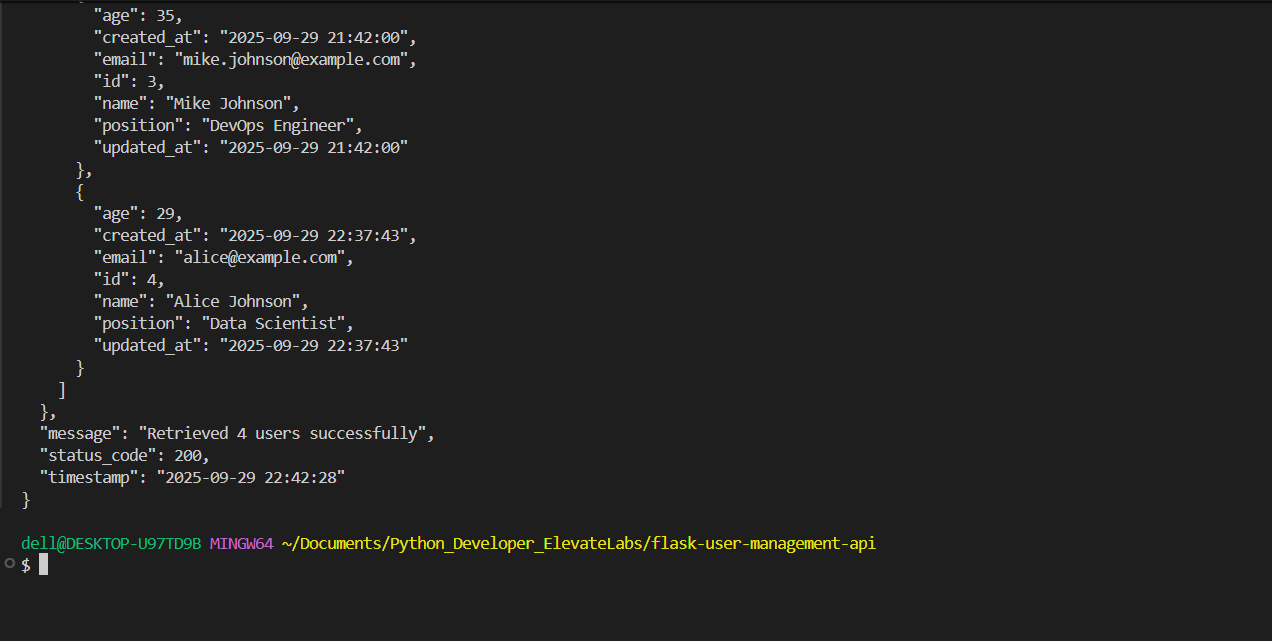 "age": 35,
"created_at": "2025-09-29 21:42:00",
"email": "mike.johnson@example.com",
"id": 3,
"name": "Mike Johnson",
"position": "DevOps Engineer",
"updated_at": "2025-09-29 21:42:00"
},
{
"age": 29,
"created_at": "2025-09-29 22:37:43",
"email": "alice@example.com",
"id": 4,
"name": "Alice Johnson",
"position": "Data Scientist",
"updated_at": "2025-09-29 22:37:43"
}
]
},
"message": "Retrieved 4 users successfully",
"status_code": 200,
"timestamp": "2025-09-29 22:42:28"
}
dell@DESKTOP-U97TD9B MINGW64 ~/Documents/Python_Developer_ElevateLabs/flask-user-management-api
$